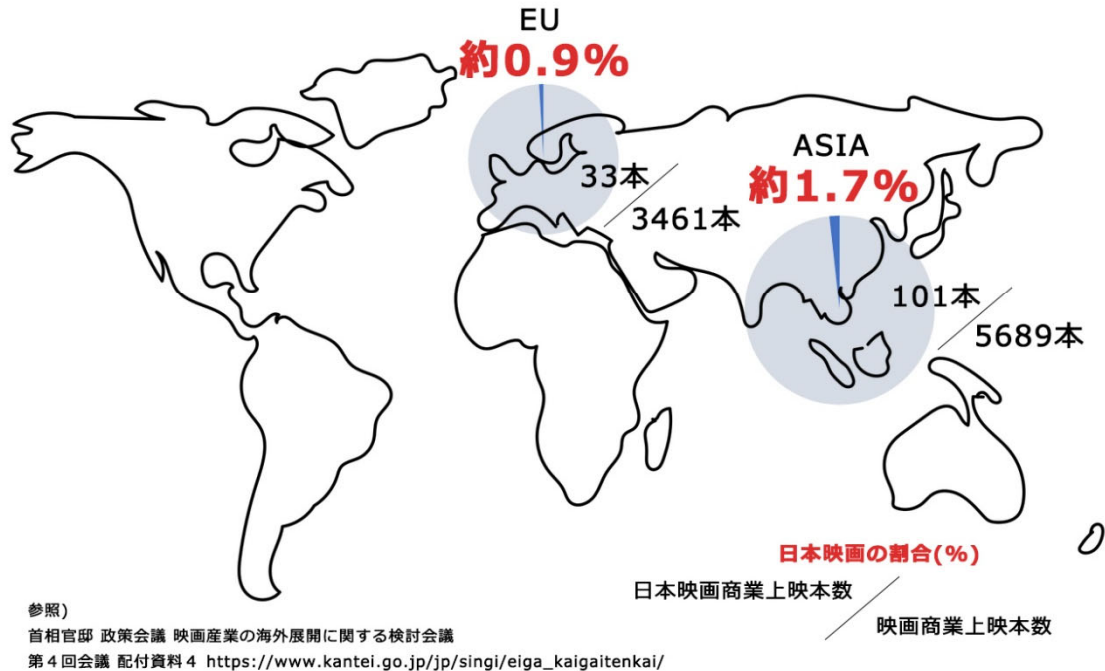 EU
約0.9%
33本
3461本
ASIA
約1.7%
101本
5689本
日本映画の割合(%)
日本映画商業上映本数
映画商業上映本数
参照)
首相官邸 政策会議 映画産業の海外展開に関する検討会議
第4回会議 配付資料4 https://www.kantei.go.jp/jp/singi/eiga_kaigaitenkai/